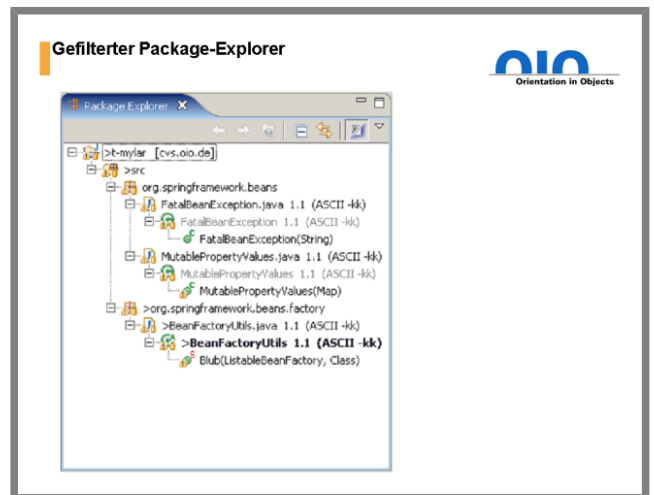 Gefilterter Package-Explorer
OIO
Orientation in Objects
Package Explorer
>t-mylar [cvs.oio.de]
>src
org.springframework.beans
FatalBeanException.java 1.1 (ASCII -kk)
FatalBeanException 1.1 (ASCII -kk)
FatalBeanException(String)
MutablePropertyValues.java 1.1 (ASCII -kk)
MutablePropertyValues 1.1 (ASCII -kk)
MutablePropertyValues(Map)
>org.springframework.beans.factory
>BeanFactoryUtils.java 1.1 (ASCII -kk)
>BeanFactoryUtils 1.1 (ASCII -kk)
Blub(ListableBeanFactory, Class)